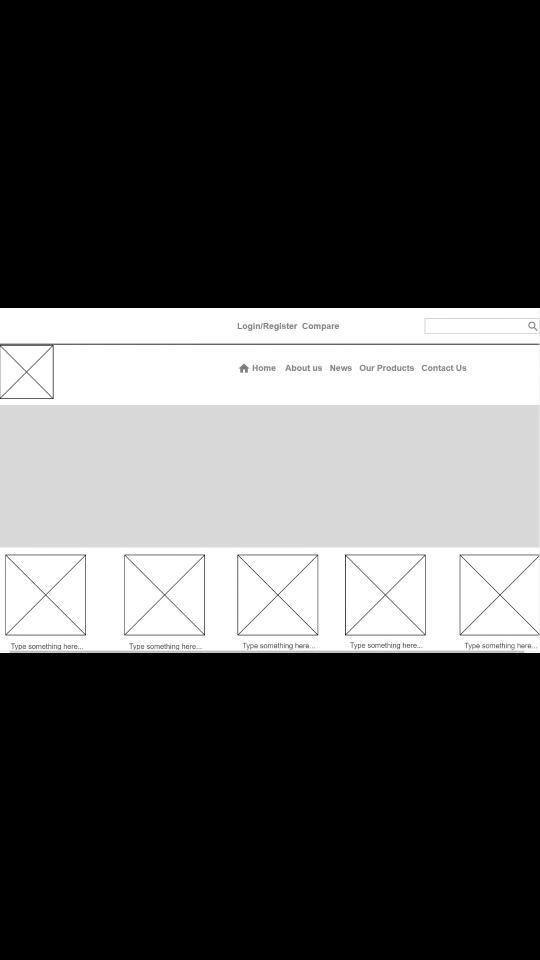 Login/Register Compare
Home About us News Our Products Contact Us
Type something here... Type something here... Type something here... Type something here... Type something here...